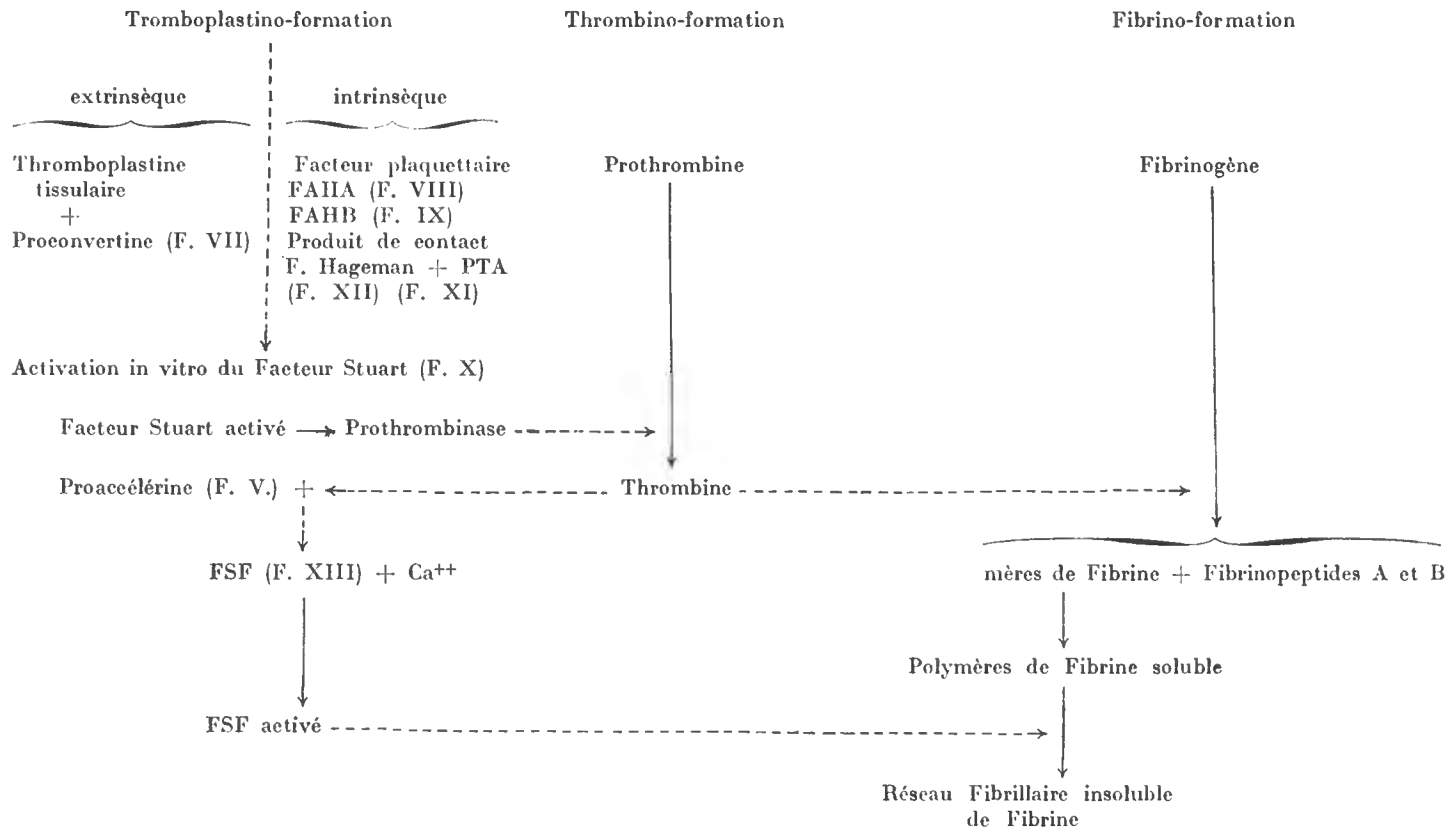 Tromboplastino-formation
Thrombino-formation
Fibrino-formation
extrinsèque
intrinsèque
Thromboplastine
tissulaire
+
Proconvertine (F. VII)
Facteur plaquettaire
FAHA (F. VIII)
FAHB (F. IX)
Produit de contact
F. Hageman + PTA
(F. XII) (F. XI)
Prothrombine
Fibrinogène
Activation in vitro du Facteur Stuart (F. X)
Facteur Stuart activé
Prothrombinase
Proaccélérine (F. V.) +
Thrombine
FSF (F. XIII) + Ca++
mères de Fibrine + Fibrinopeptides A et B
Polymères de Fibrine soluble
FSF activé
Réseau Fibrillaire insoluble
de Fibrine